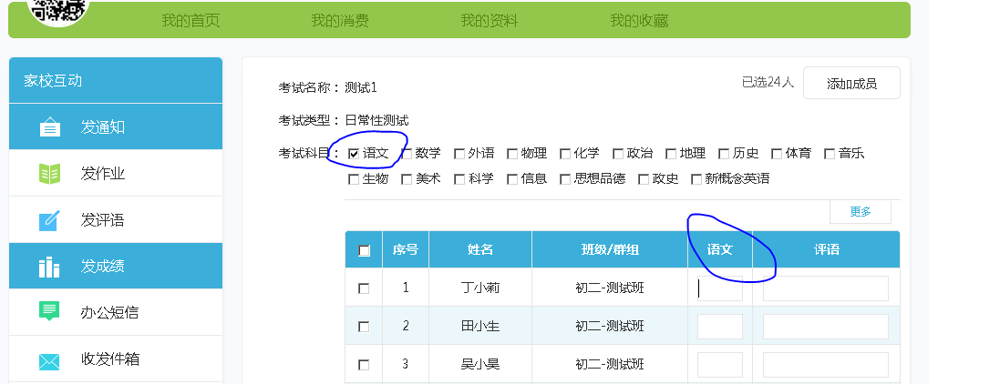 我的首页 我的消费 我的资料 我的收藏
家校互动
发通知
发作业
发评语
发成绩
办公短信
收发件箱
考试名称：测试1
已选24人 添加成员
考试类型：日常性测试
考试科目：语文 数学 外语 物理 化学 政治 地理 历史 体育 音乐
生物 美术 科学 信息 思想品德 政史 新概念英语
更多
序号 姓名 班级/群组 语文 评语
1 丁小莉 初二-测试班
2 田小生 初二-测试班
3 吴小昊 初二-测试班